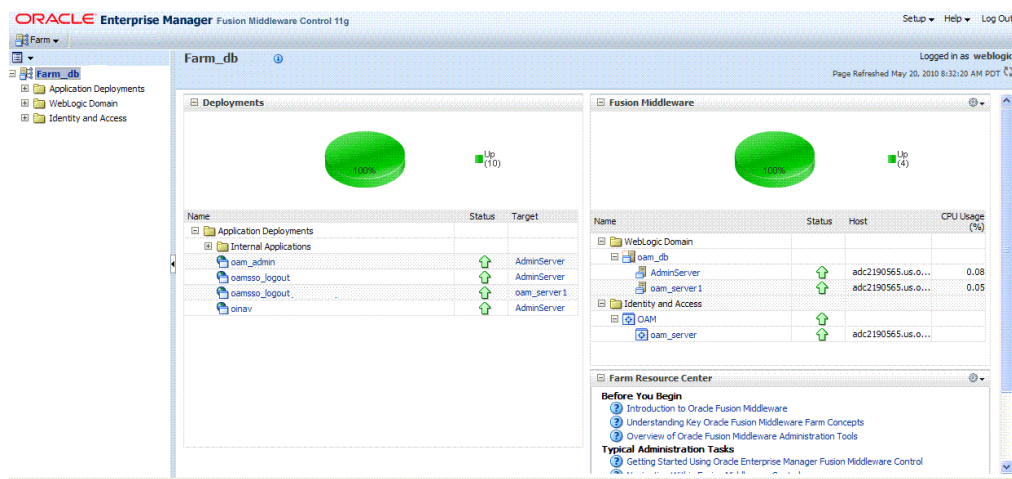 ORACLE Enterprise Manager Fusion Middleware Control 11g
Setup Help Log Out
Farm
Farm_db
Logged in as weblogic
Page Refreshed May 20, 2010 8:32:20 AM PDT
Farm_db
Application Deployments
WebLogic Domain
Identity and Access
Deployments
100%
Up
(10)
Name Status Target
Application Deployments
Internal Applications
oam_admin AdminServer
oamsso_logout AdminServer
oamsso_logout oam_server1
oinav AdminServer
Fusion Middleware
100%
Up
(4)
Name Status Host CPU Usage (%)
WebLogic Domain
oam_db
AdminServer adc2190565.us.o... 0.08
oam_server1 adc2190565.us.o... 0.05
Identity and Access
OAM
oam_server adc2190565.us.o...
Farm Resource Center
Before You Begin
Introduction to Oracle Fusion Middleware
Understanding Key Oracle Fusion Middleware Farm Concepts
Overview of Oracle Fusion Middleware Administration Tools
Typical Administration Tasks
Getting Started Using Oracle Enterprise Manager Fusion Middleware Control